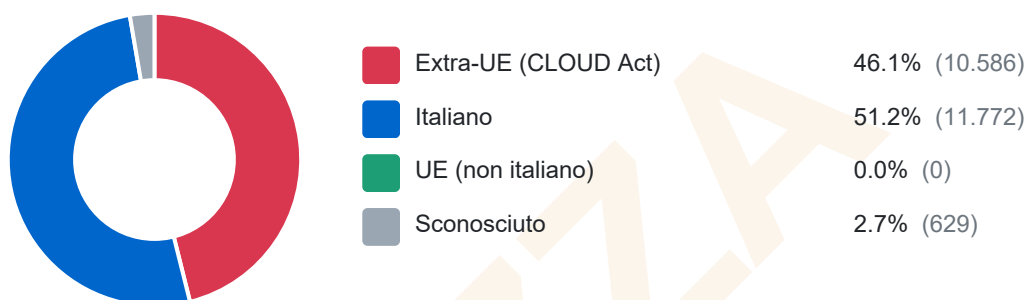 Extra-UE (CLOUD Act) 46.1% (10.586)
Italiano 51.2% (11.772)
UE (non italiano) 0.0% (0)
Sconosciuto 2.7% (629)
ZZA